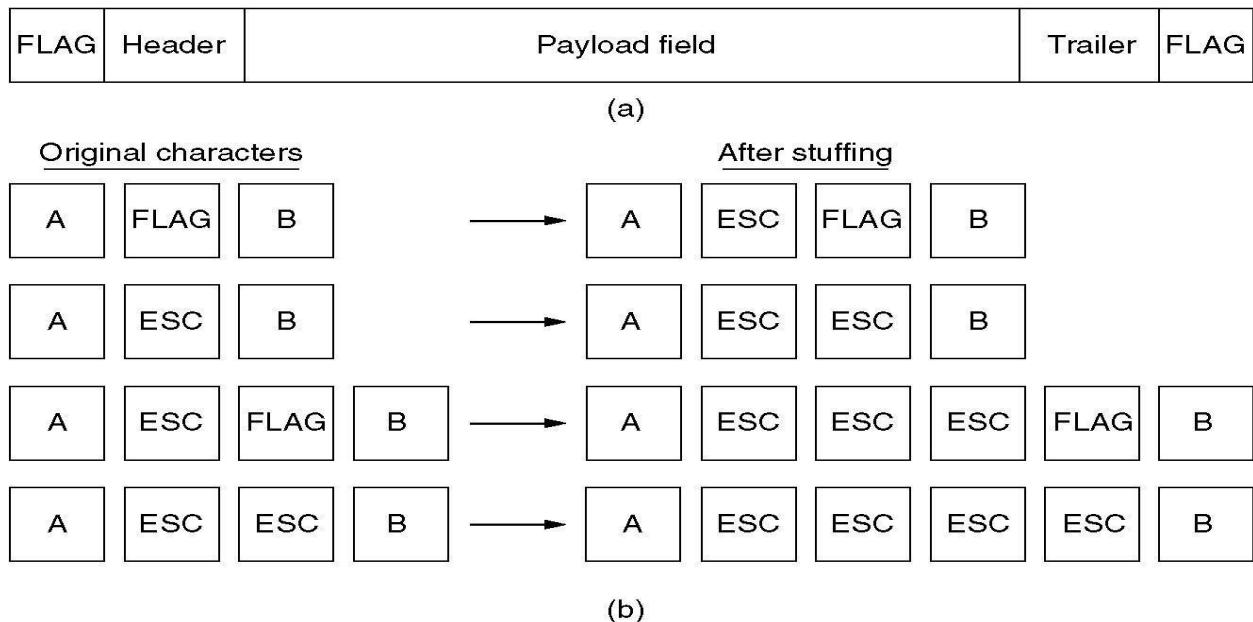 FLAG Header Payload field Trailer FLAG
(a)
Original characters After stuffing
A FLAG B A ESC FLAG B
A ESC B A ESC ESC B
A ESC FLAG B A ESC ESC ESC FLAG B
A ESC ESC B A ESC ESC ESC ESC B
(b)